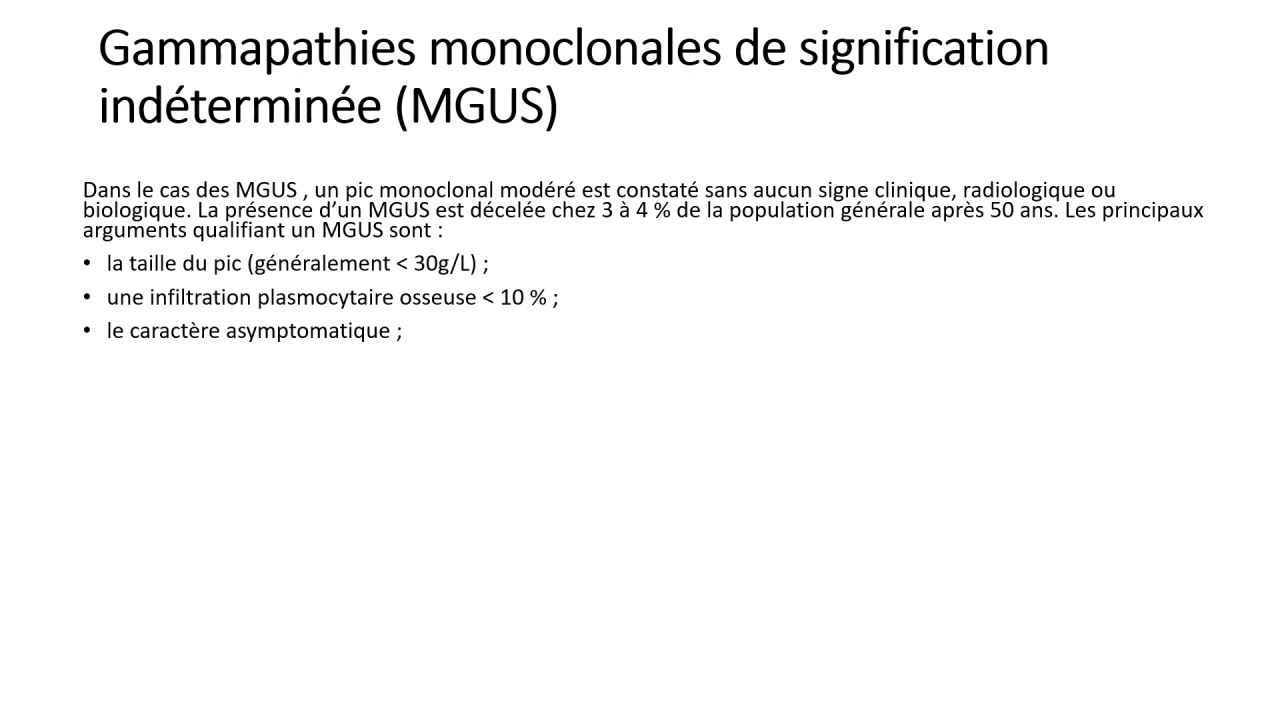 Gammapathies monoclonales de signification
indéterminée (MGUS)
Dans le cas des MGUS , un pic monoclonal modéré est constaté sans aucun signe clinique, radiologique ou
biologique. La présence d’un MGUS est décelée chez 3 à 4 % de la population générale après 50 ans. Les principaux
arguments qualifiant un MGUS sont :
• la taille du pic (généralement < 30g/L) ;
• une infiltration plasmocytaire osseuse < 10 % ;
• le caractère asymptomatique ;